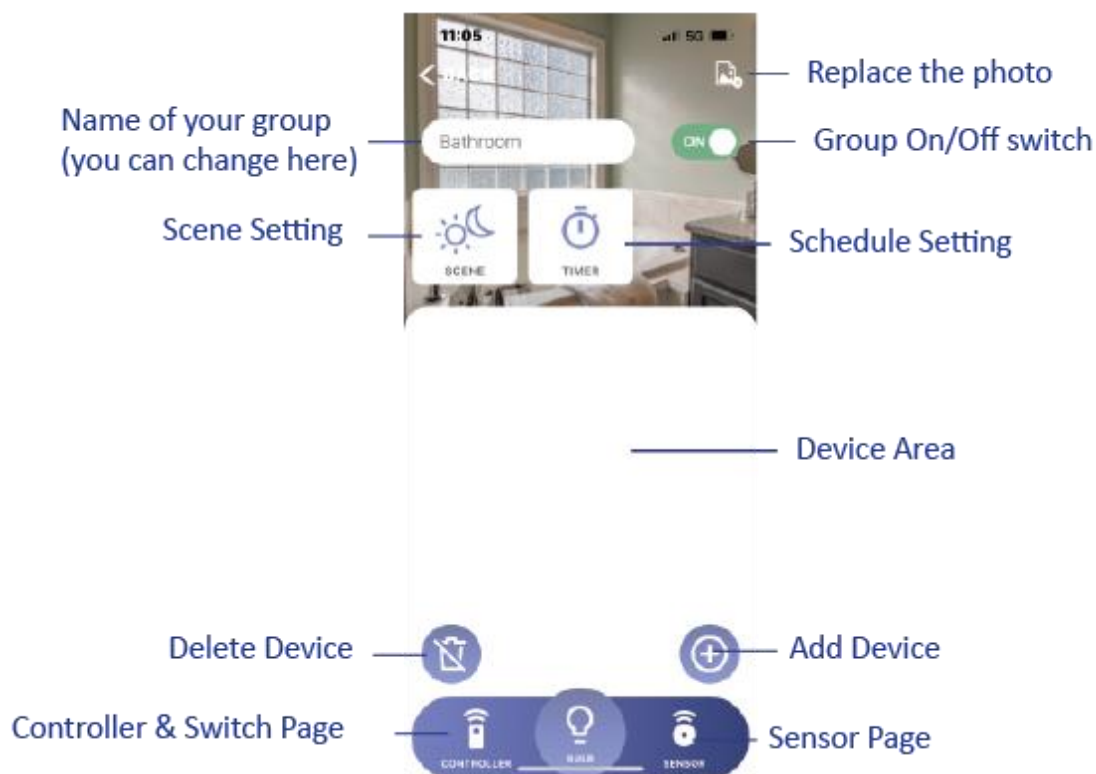 11:05
5G
Replace the photo
Name of your group
(you can change here)
Bathroom
ON
Group On/Off switch
Scene Setting
SCENE
TIMER
Schedule Setting
Device Area
Delete Device
Add Device
Controller & Switch Page
CONTROLLER
SENSOR
Sensor Page